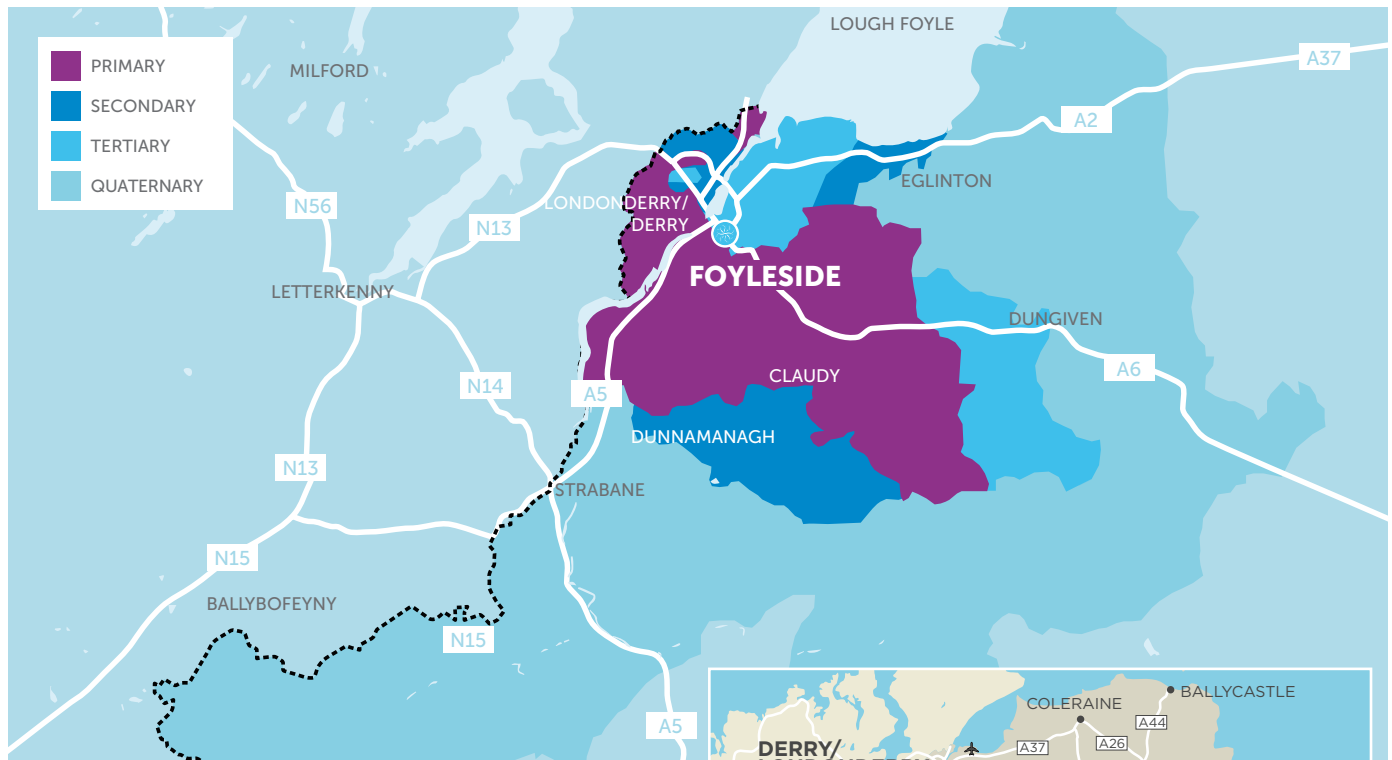 LOUGH FOYLE
PRIMARY
SECONDARY
TERTIARY
QUATERNARY
MILFORD
A37
A2
N56
EGLINTON
LONDONDERRY/
DERRY
N13
FOYLESIDE
LETTERKENNY
DUNGIVEN
A6
CLAUDY
N14
A5
DUNNAMANAGH
N13
STRABANE
N15
BALLYBOFEYNY
N15
A5
BALLYCASTLE
COLERAINE
A44
A26
A37
DERRY/
LONDONDERRY